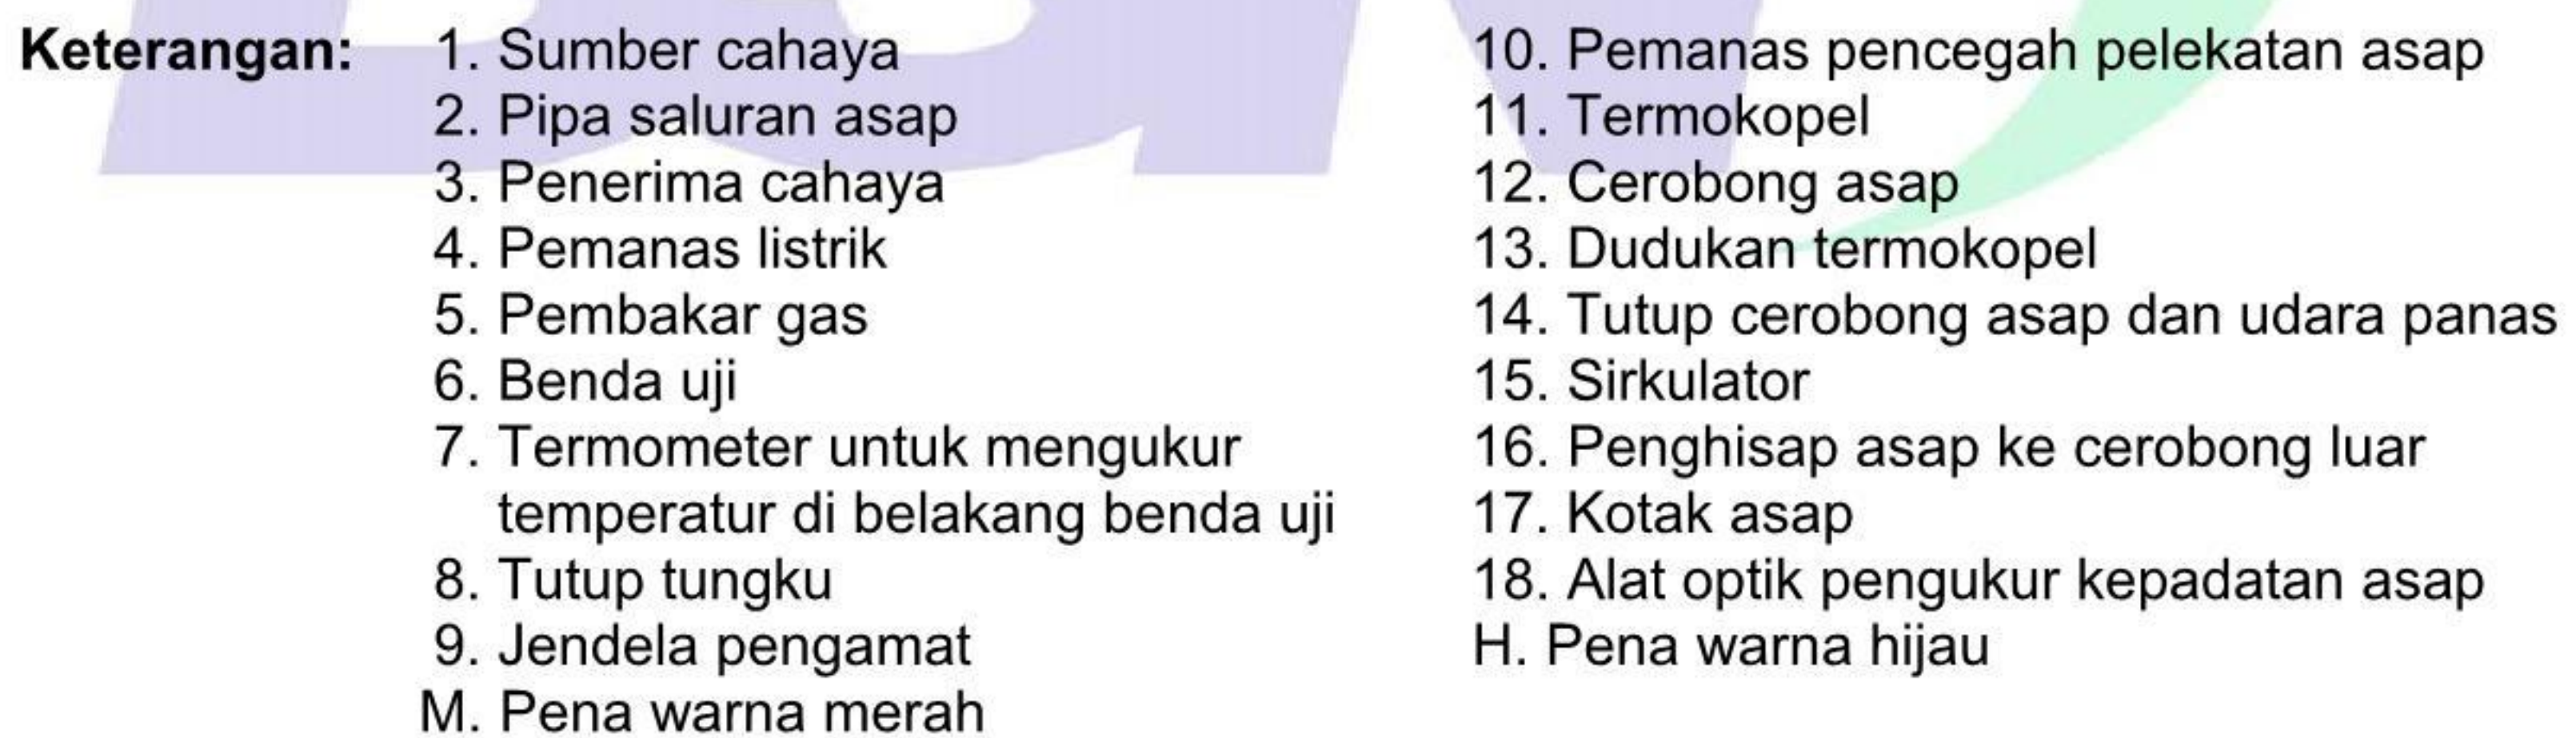 Keterangan:
1. Sumber cahaya
2. Pipa saluran asap
3. Penerima cahaya
4. Pemanas listrik
5. Pembakar gas
6. Benda uji
7. Termometer untuk mengukur
temperatur di belakang benda uji
8. Tutup tungku
9. Jendela pengamat
M. Pena warna merah
10. Pemanas pencegah pelekatan asap
11. Termokopel
12. Cerobong asap
13. Dudukan termokopel
14. Tutup cerobong asap dan udara panas
15. Sirkulator
16. Penghisap asap ke cerobong luar
17. Kotak asap
18. Alat optik pengukur kepadatan asap
H. Pena warna hijau